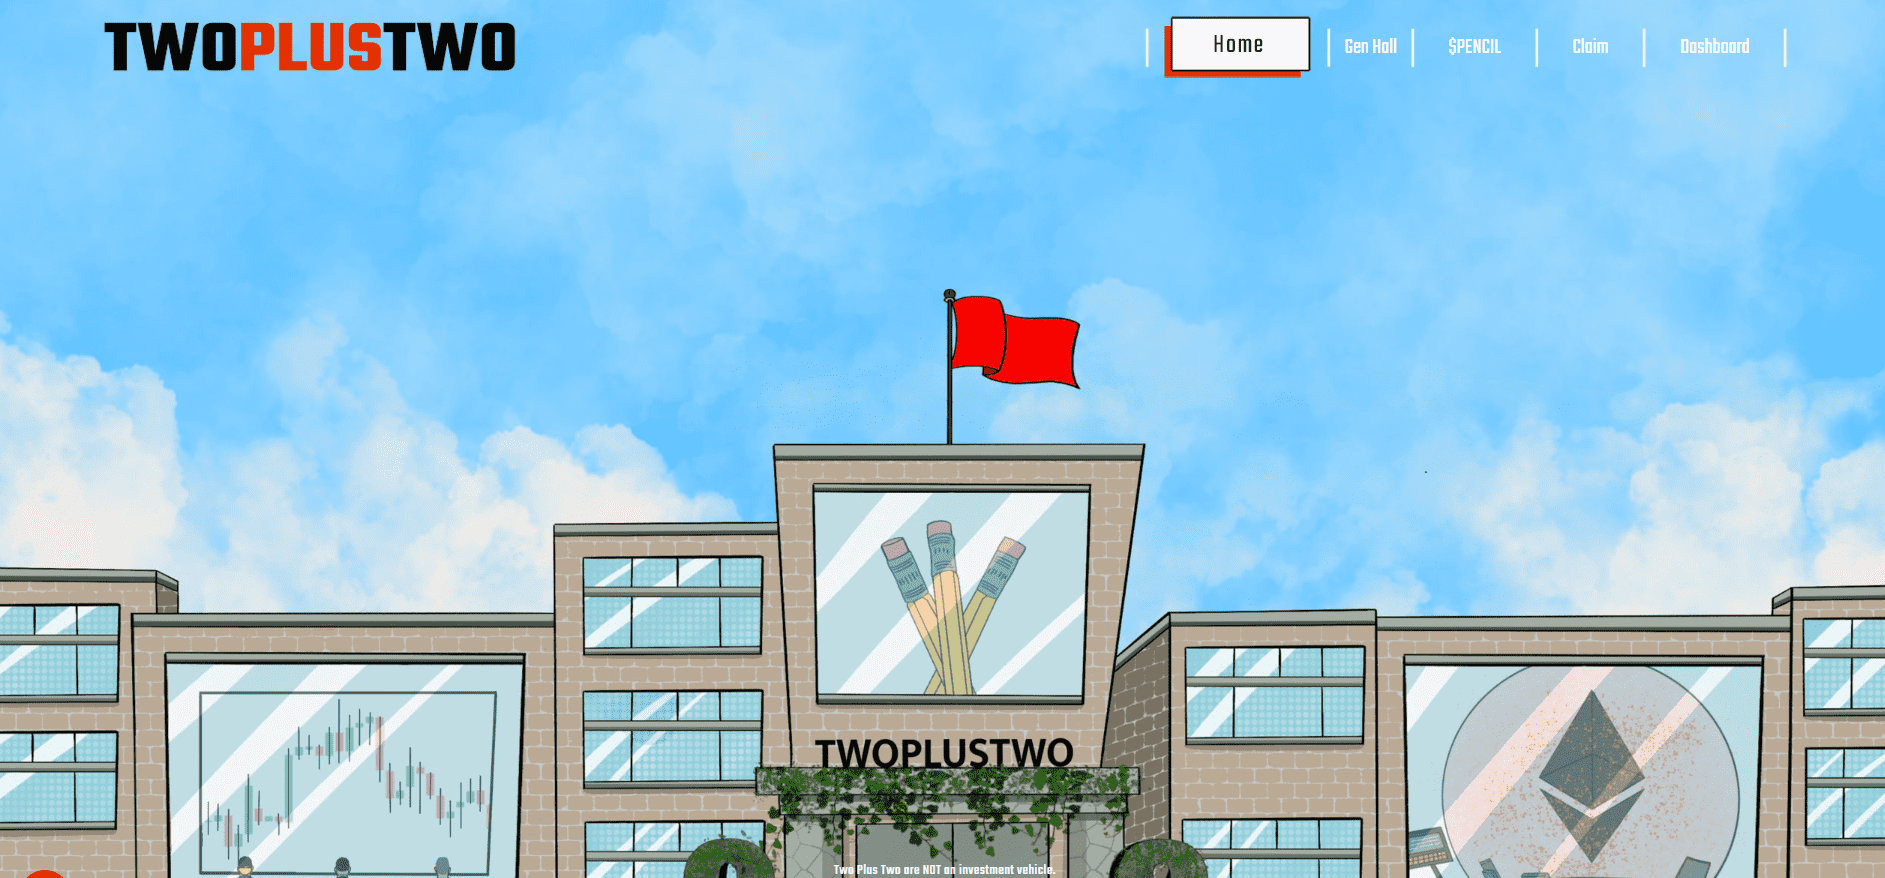 TWOPLUSTWO
Home
Gen Hall
$PENCIL
Claim
Dashboard
TWOPLUSTWO
Two Plus Two are NOT an investment vehicle.